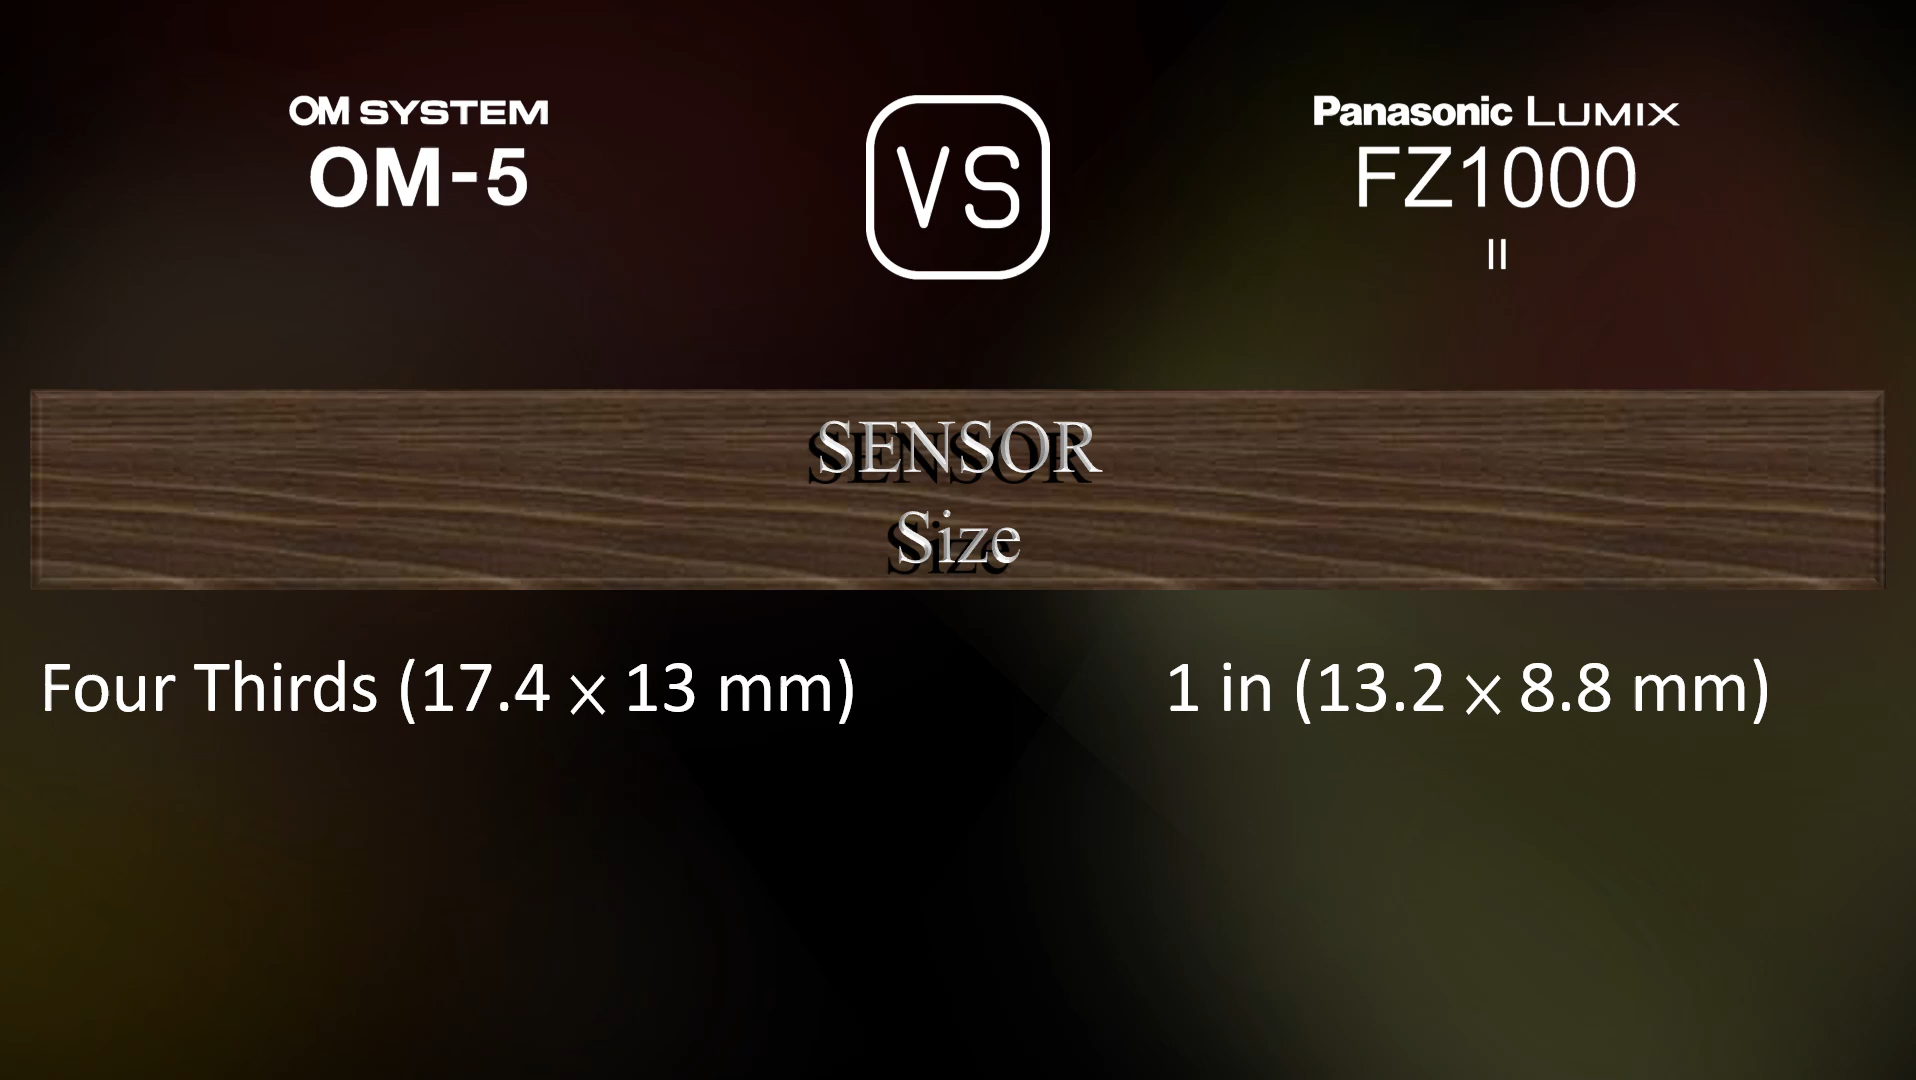 OM SYSTEM
OM-5
VS
Panasonic LUMIX
FZ1000
II
SENSOR
Size
Four Thirds (17.4 x 13 mm)
1 in (13.2 x 8.8 mm)